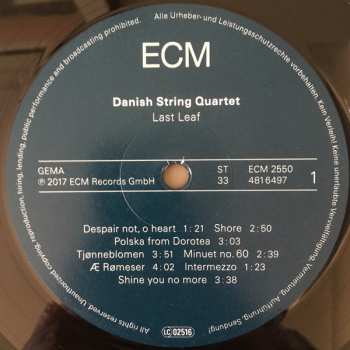 ECM
Danish String Quartet
Last Leaf
GEMA ST ECM 2550
℗ 2017 ECM Records GmbH 33 4816497 1
Despair not, o heart 1:21 Shore 2:50
Polska from Dorotea 3:03
Tjønneblomen 3:51 Minuet no. 60 2:39
Æ Rømeser 4:02 Intermezzo 1:23
Shine you no more 3:38
LC 02516
All rights reserved. Unauthorized copying, reproduction, hiring, lending, public performance and broadcasting prohibited.
Alle Urheber- und Leistungsschutzrechte vorbehalten. Kein Verleih! Keine unerlaubte Vervielfältigung, Vermietung, Aufführung, Sendung!